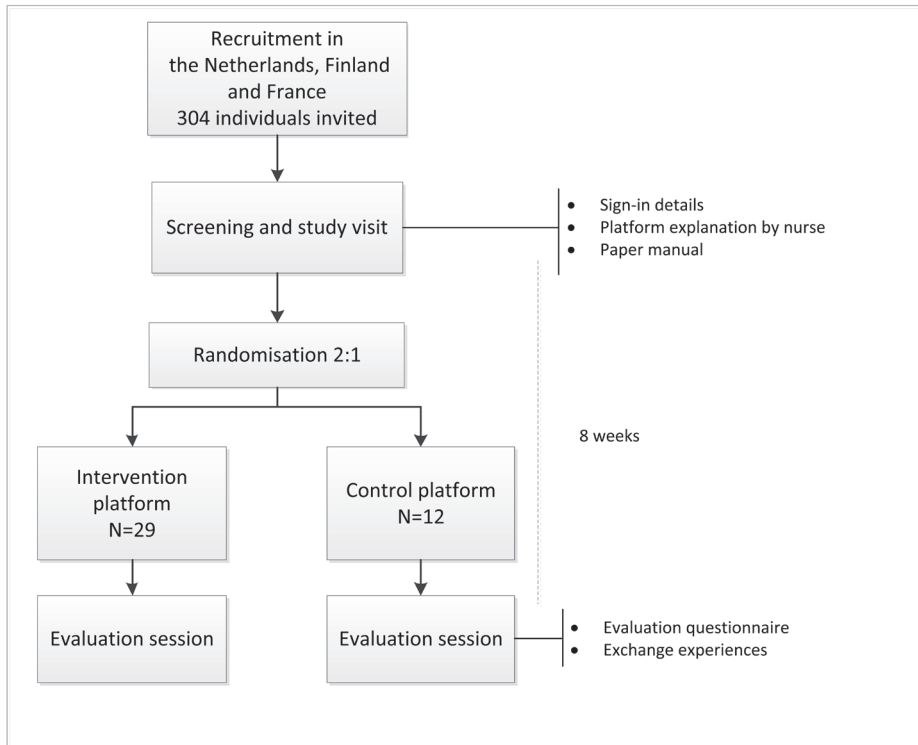 Recruitment in
the Netherlands, Finland
and France
304 individuals invited
Screening and study visit
● Sign-in details
● Platform explanation by nurse
● Paper manual
Randomisation 2:1
8 weeks
Intervention
platform
N=29
Control platform
N=12
Evaluation session
Evaluation session
● Evaluation questionnaire
● Exchange experiences